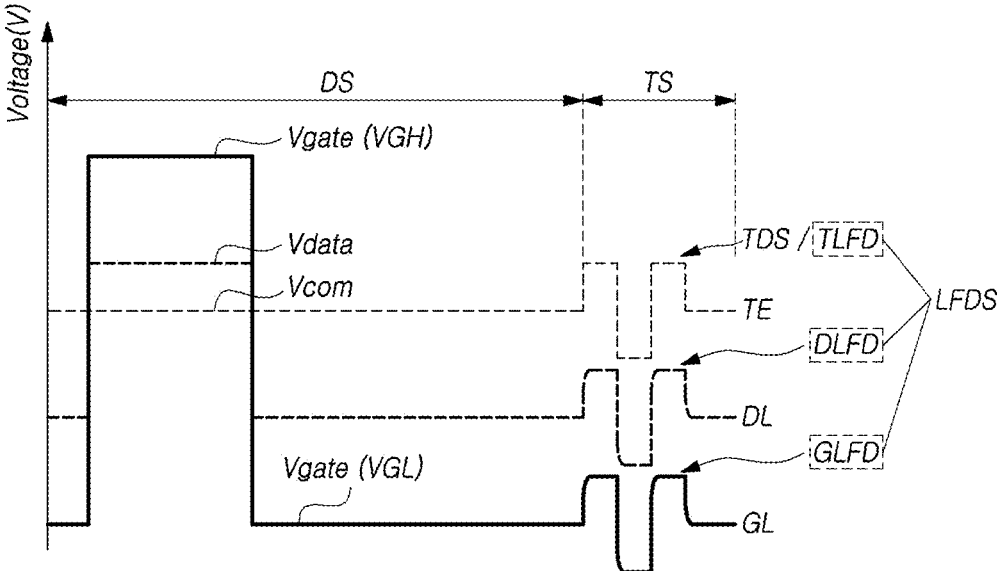 Voltage(V)
DS
TS
Vgate (VGH)
Vdata
Vcom
TDS / TLFD
TE
LFDS
DLFD
DL
GLFD
Vgate (VGL)
GL